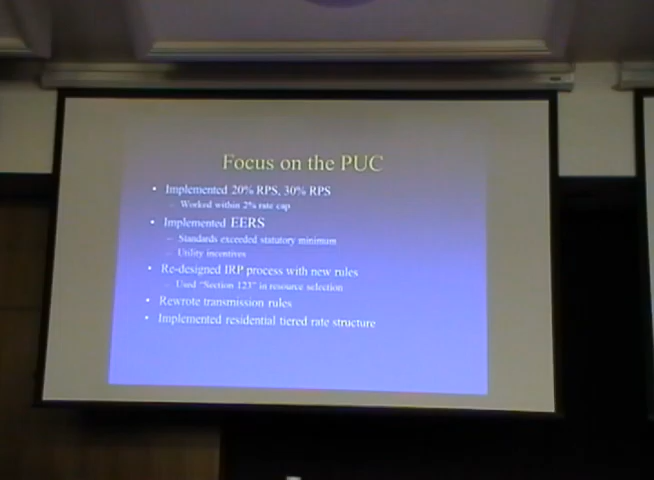 Focus on the PUC
• Implemented 20% RPS, 30% RPS
– Worked within 2% rate cap
• Implemented EERS
– Standards exceeded statutory minimum
– Utility incentives
• Re-designed IRP process with new rules
– Used "Section 123" in resource selection
• Rewrote transmission rules
• Implemented residential tiered rate structure